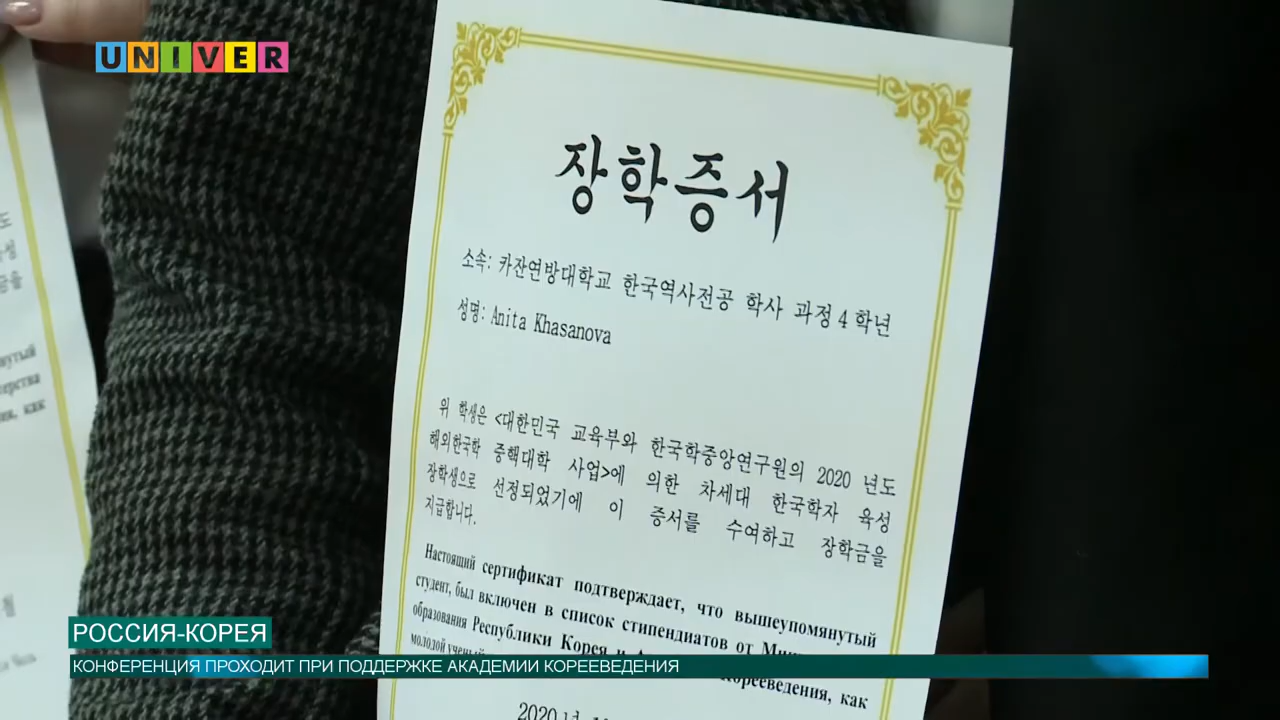 UNIVER
장학증서
소속: 카잔연방대학교 한국역사전공 학사 과정 4 학년
성명: Anita Khasanova
위 학생은 <대한민국 교육부와 한국학중앙연구원의 2020 년도
해외한국학 중핵대학 사업>에 의한 차세대 한국학자 육성
장학생으로 선정되었기에 이 증서를 수여하고 장학금을
지급합니다.
Настоящий сертификат подтверждает, что вышеупомянутый
студент, был включен в список стипендиатов от
образования Республики Корея и Корееведения, как
молодой
2020 년
РОССИЯ-КОРЕЯ
КОНФЕРЕНЦИЯ ПРОХОДИТ ПРИ ПОДДЕРЖКЕ АКАДЕМИИ КОРЕЕВЕДЕНИЯ